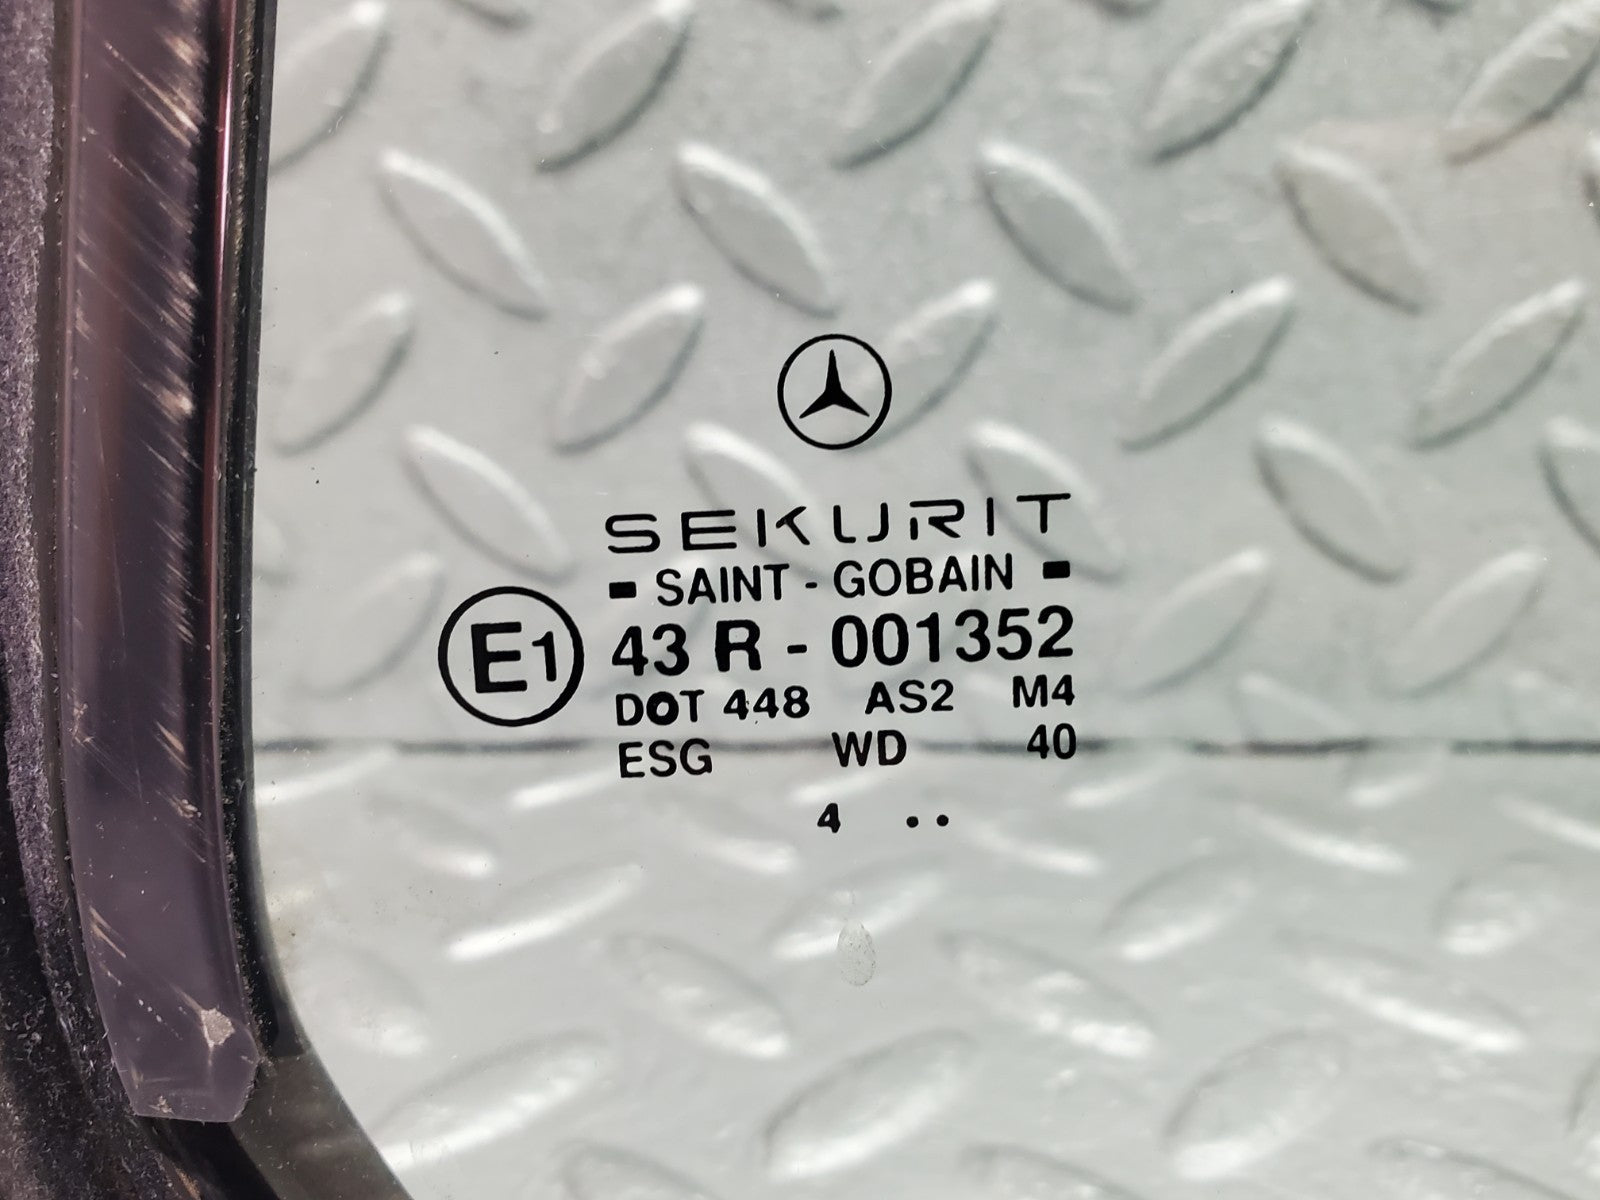 SEKURIT
SAINT - GOBAIN
E1 43 R - 001352
DOT 448 AS2 M4
ESG WD 40
4 ..